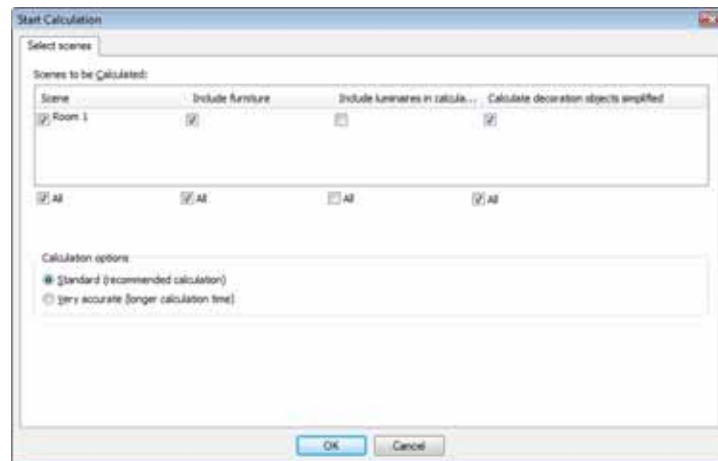 Start Calculation
Select scenes
Scenes to be Calculated:
Scene Include furniture Include luminaires in calcula... Calculate decoration objects simplified
Room 1
All All All All
Calculation options
Standard (recommended calculation)
Very accurate (longer calculation time)
OK Cancel